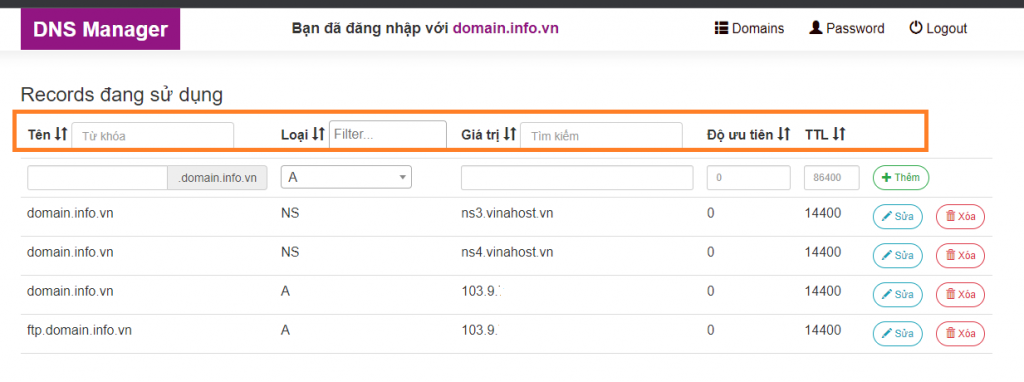 DNS Manager Bạn đã đăng nhập với domain.info.vn Domains Password Logout
Records đang sử dụng
Tên Từ khóa Loại Filter... Giá trị Tìm kiếm Độ ưu tiên TTL
.domain.info.vn A 0 86400 Thêm
domain.info.vn NS ns3.vinahost.vn 0 14400 Sửa Xóa
domain.info.vn NS ns4.vinahost.vn 0 14400 Sửa Xóa
domain.info.vn A 103.9. 0 14400 Sửa Xóa
ftp.domain.info.vn A 103.9. 0 14400 Sửa Xóa